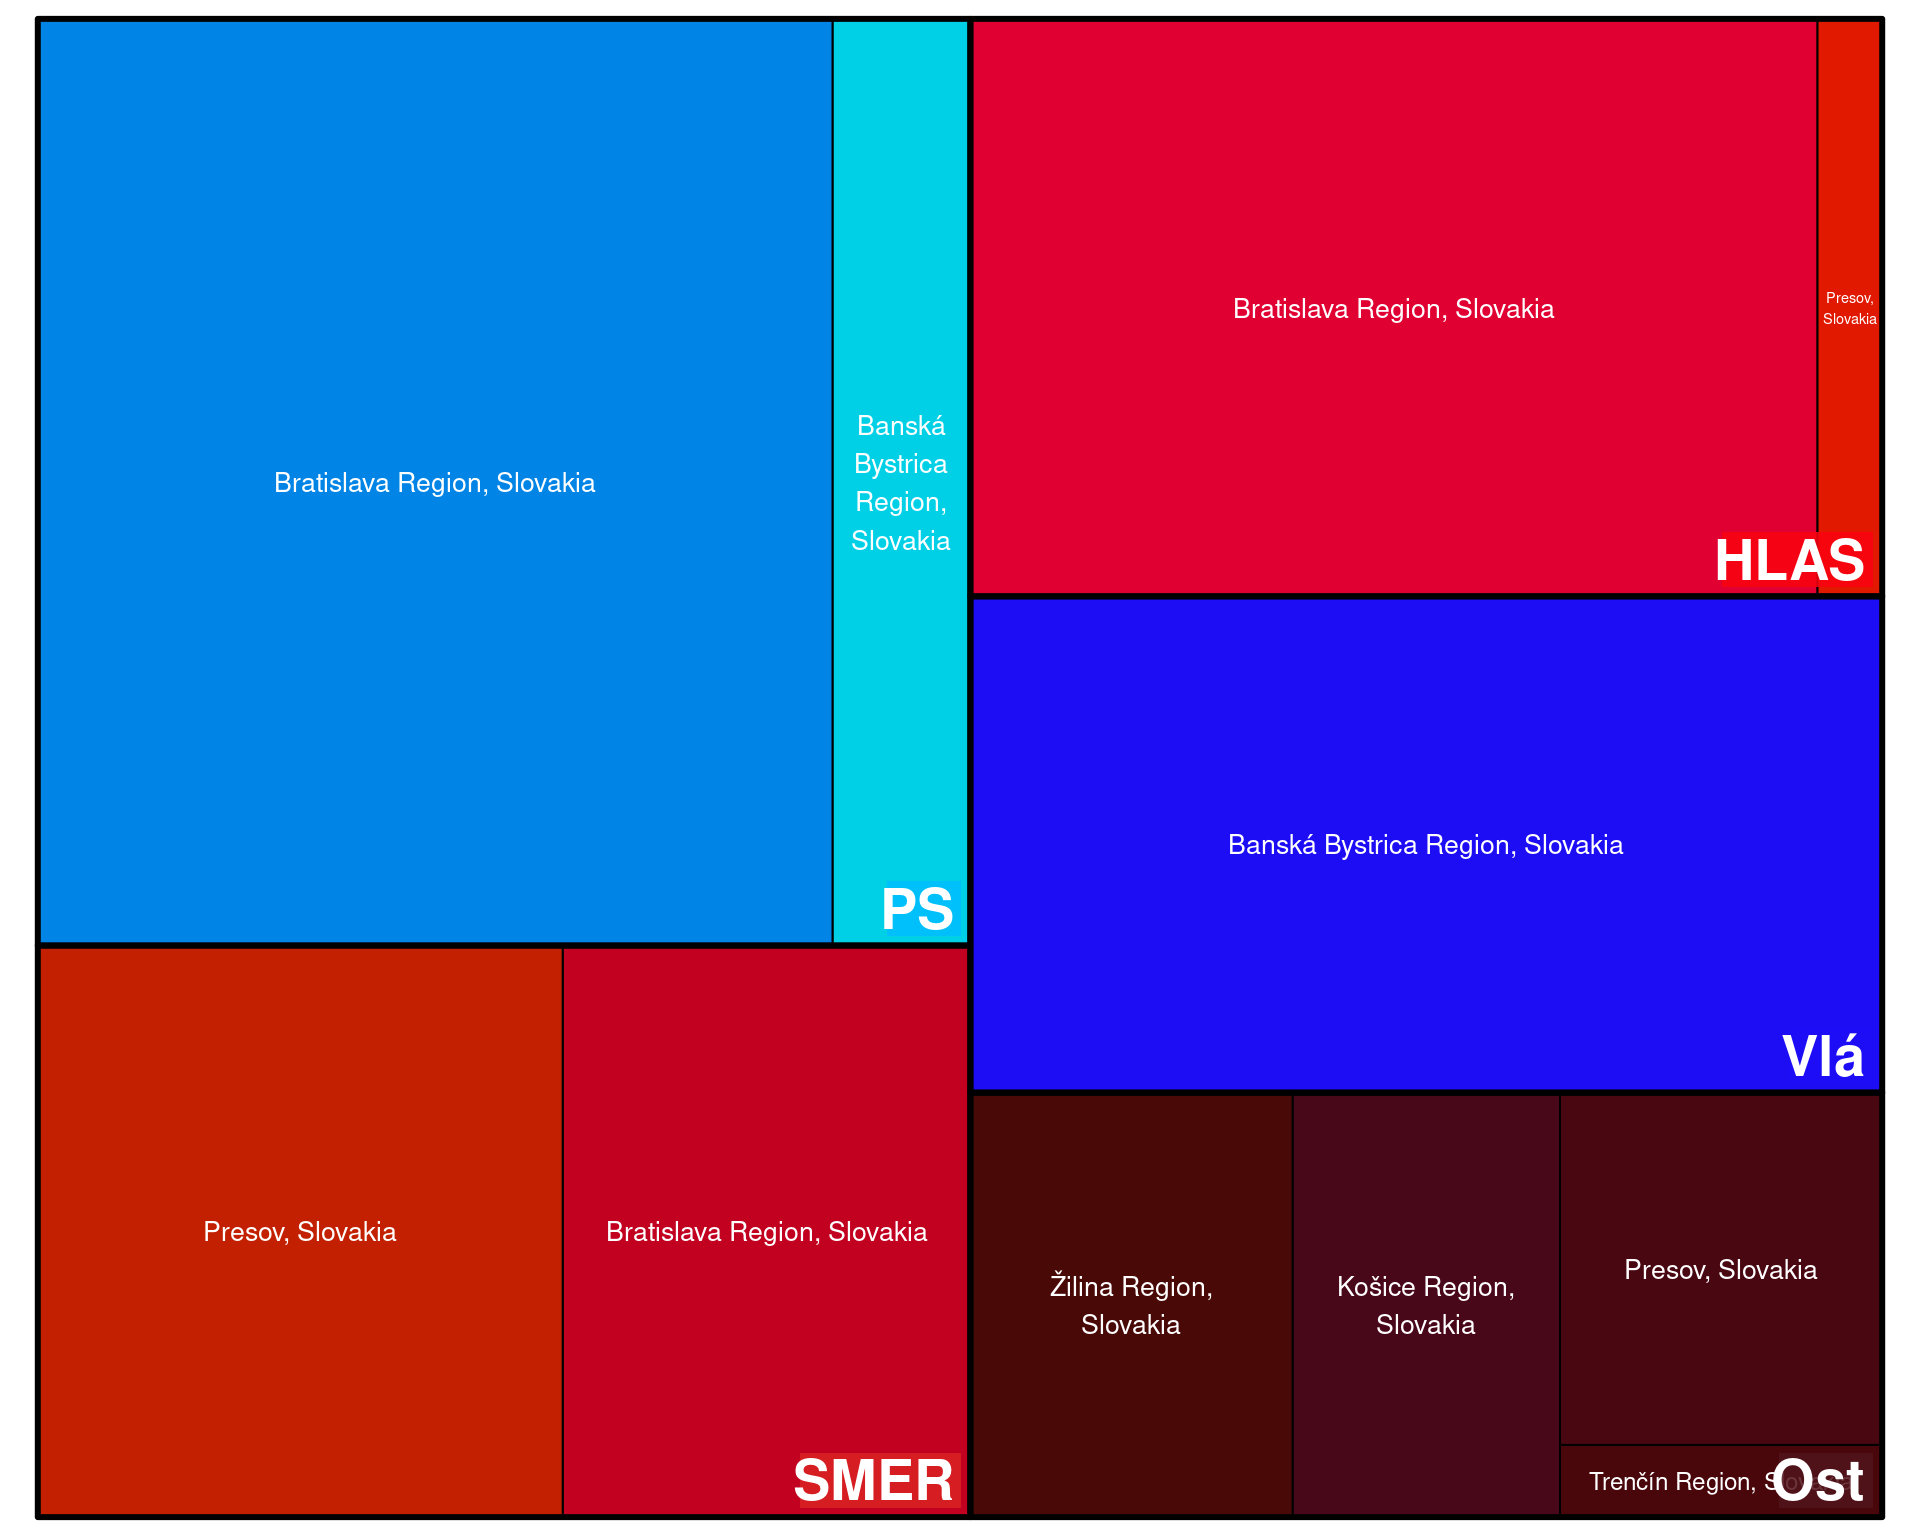 Bratislava Region, Slovakia
Banská
Bystrica
Region,
Slovakia
PS
Bratislava Region, Slovakia
Presov,
Slovakia
HLAS
Banská Bystrica Region, Slovakia
Vlá
Presov, Slovakia
Bratislava Region, Slovakia
SMER
Žilina Region,
Slovakia
Košice Region,
Slovakia
Presov, Slovakia
Trenčín Region,
Ost